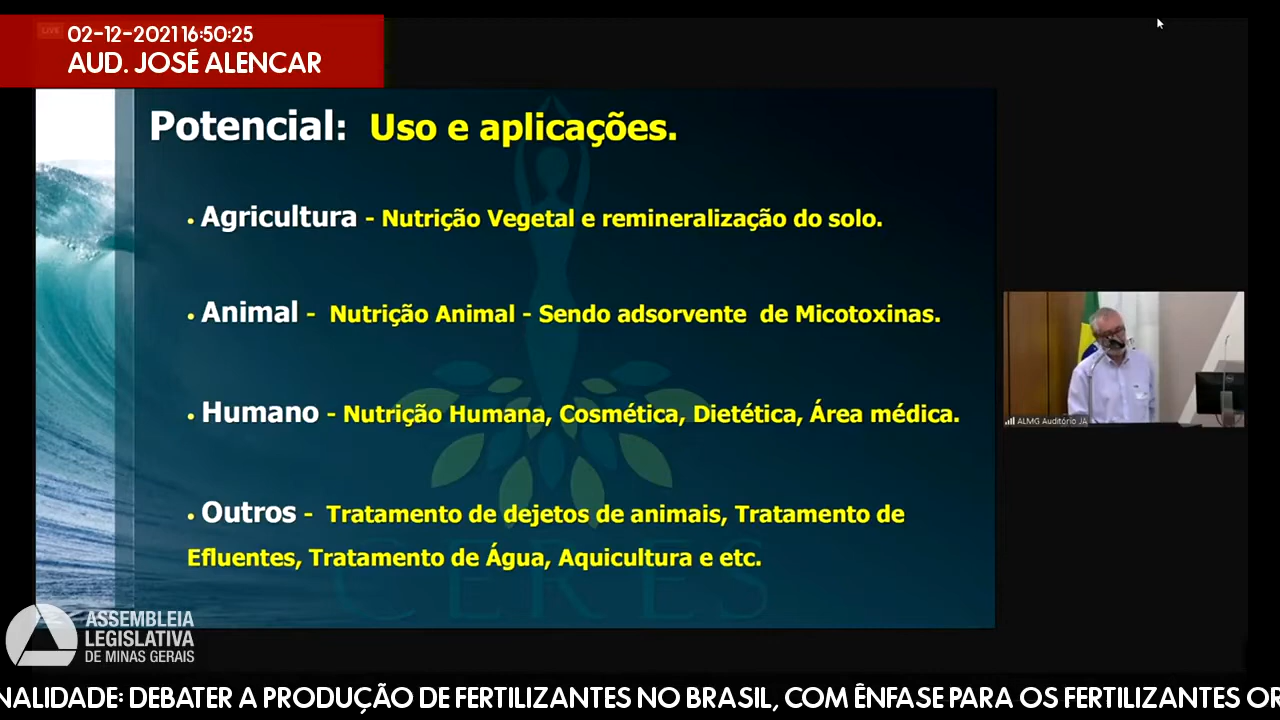 LIVE
02-12-2021 16:50:25
AUD. JOSÉ ALENCAR
Potencial: Uso e aplicações.
• Agricultura - Nutrição Vegetal e remineralização do solo.
• Animal - Nutrição Animal - Sendo adsorvente de Micotoxinas.
• Humano - Nutrição Humana, Cosmética, Dietética, Área médica.
• Outros - Tratamento de dejetos de animais, Tratamento de
Efluentes, Tratamento de Água, Aquicultura e etc.
CERES
ALMG Auditório JA
ASSEMBLEIA
LEGISLATIVA
DE MINAS GERAIS
NALIDADE: DEBATER A PRODUÇÃO DE FERTILIZANTES NO BRASIL, COM ÊNFASE PARA OS FERTILIZANTES OR